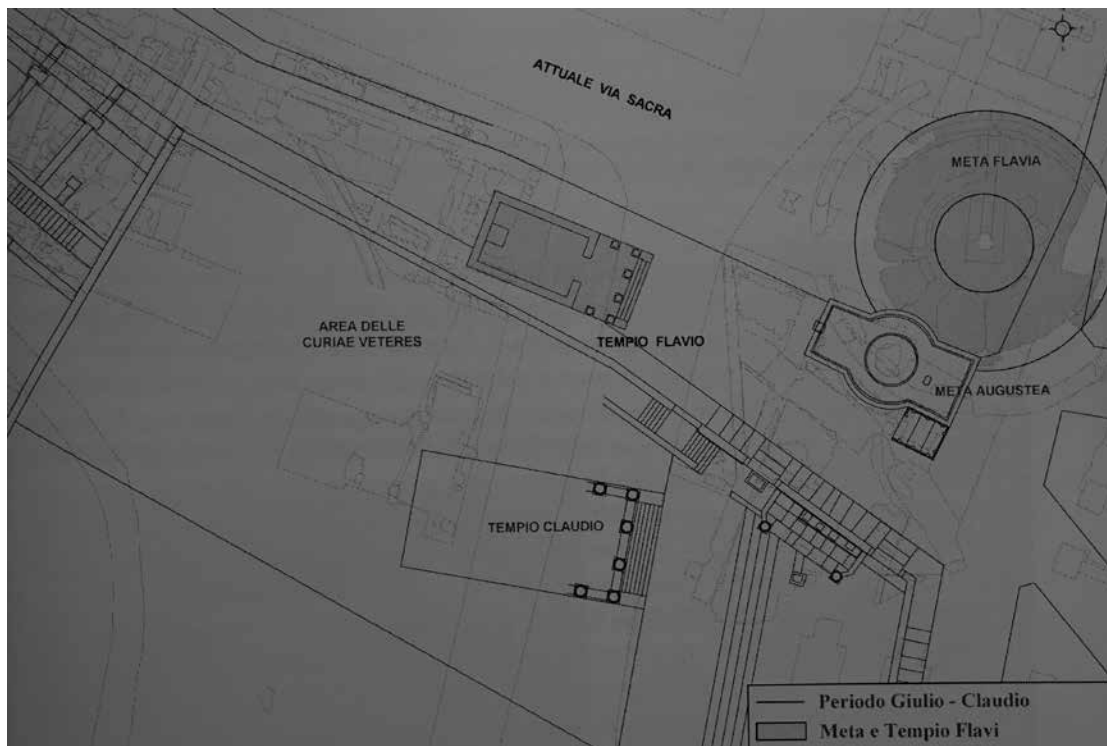 ATTUALE VIA SACRA
META FLAVIA
AREA DELLE
CURIAE VETERES
TEMPIO FLAVIO
META AUGUSTEA
TEMPIO CLAUDIO
Periodo Giulio - Claudio
Meta e Tempio Flavi